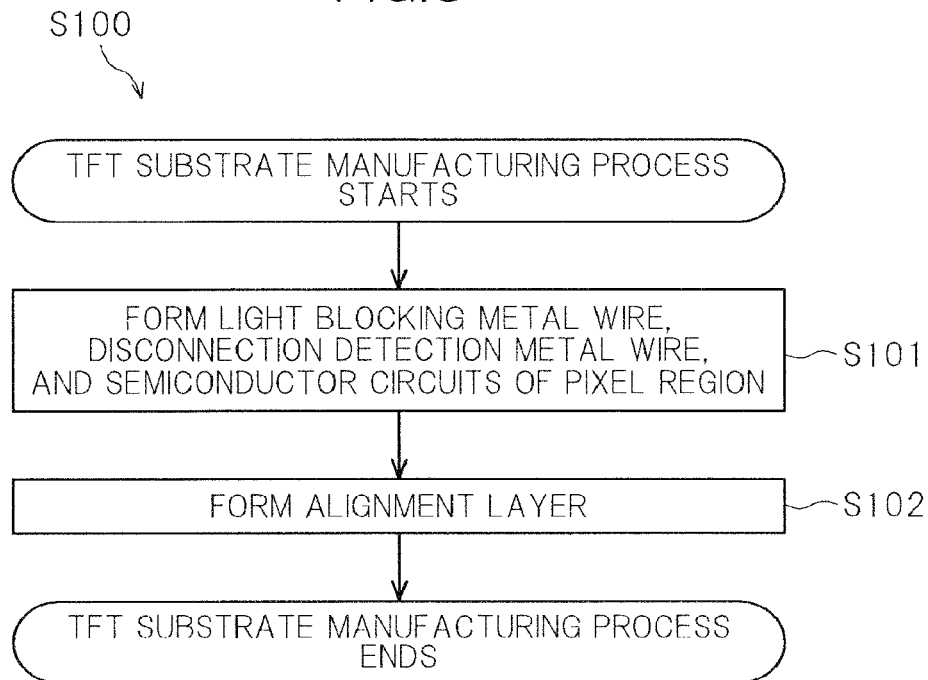 S100
TFT SUBSTRATE MANUFACTURING PROCESS
STARTS
FORM LIGHT BLOCKING METAL WIRE,
DISCONNECTION DETECTION METAL WIRE,
AND SEMICONDUCTOR CIRCUITS OF PIXEL REGION
S101
FORM ALIGNMENT LAYER
S102
TFT SUBSTRATE MANUFACTURING PROCESS
ENDS